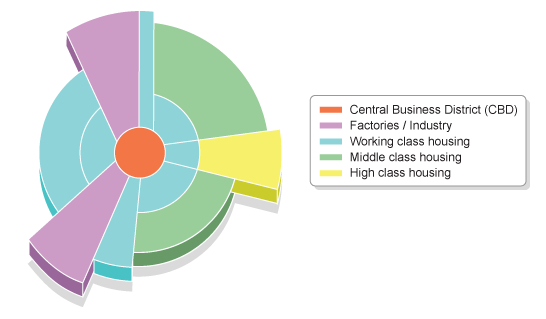 Central Business District (CBD)
Factories / Industry
Working class housing
Middle class housing
High class housing